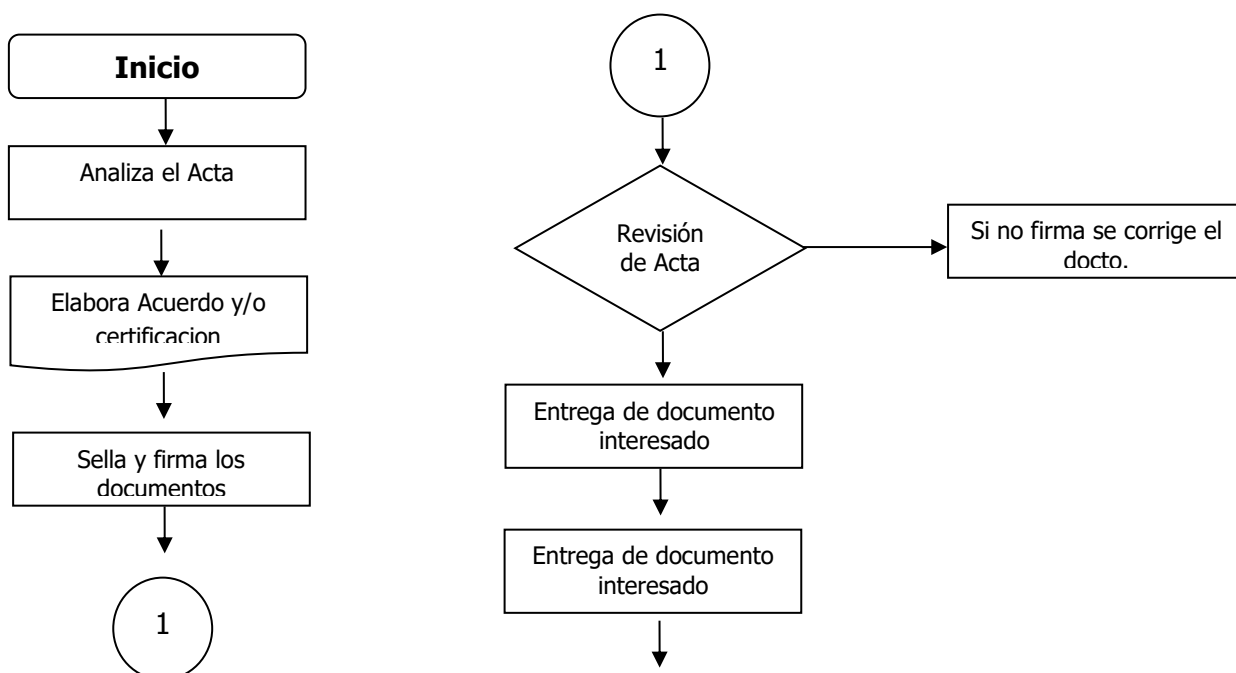 Inicio
Analiza el Acta
Elabora Acuerdo y/o
certificacion
Sella y firma los
documentos
1
1
Revisión
de Acta
Si no firma se corrige el
docto.
Entrega de documento
interesado
Entrega de documento
interesado